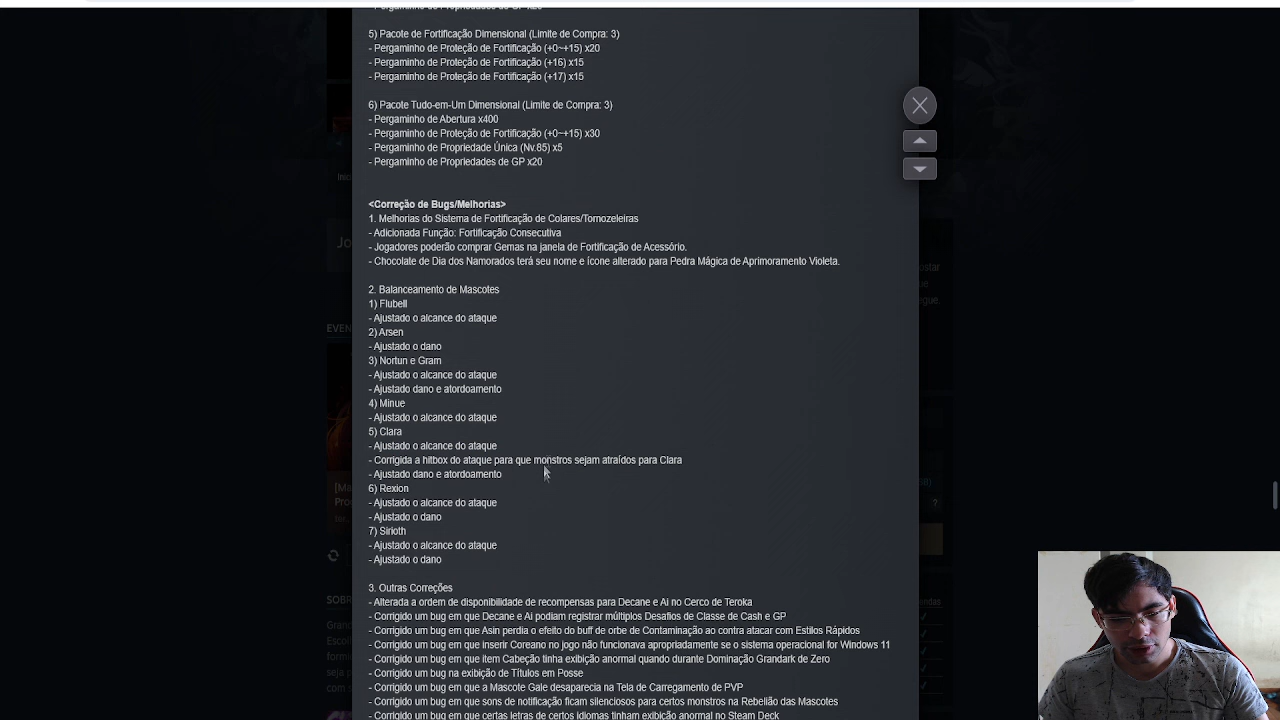 - Pergaminho de Propriedades de GP x20
5) Pacote de Fortificação Dimensional (Limite de Compra: 3)
- Pergaminho de Proteção de Fortificação (+0~+15) x20
- Pergaminho de Proteção de Fortificação (+16) x15
- Pergaminho de Proteção de Fortificação (+17) x15
6) Pacote Tudo-em-Um Dimensional (Limite de Compra: 3)
- Pergaminho de Abertura x400
- Pergaminho de Proteção de Fortificação (+0~+15) x30
- Pergaminho de Propriedade Única (Nv.85) x5
- Pergaminho de Propriedades de GP x20
<Correção de Bugs/Melhorias>
1. Melhorias do Sistema de Fortificação de Colares/Tornozeleiras
- Adicionada Função: Fortificação Consecutiva
- Jogadores poderão comprar Gemas na janela de Fortificação de Acessório.
- Chocolate de Dia dos Namorados terá seu nome e ícone alterado para Pedra Mágica de Aprimoramento Violeta.
2. Balanceamento de Mascotes
1) Flubell
- Ajustado o alcance do ataque
2) Arsen
- Ajustado o dano
3) Nortun e Gram
- Ajustado o alcance do ataque
- Ajustado dano e atordoamento
4) Minue
- Ajustado o alcance do ataque
5) Clara
- Ajustado o alcance do ataque
- Corrigida a hitbox do ataque para que monstros sejam atraídos para Clara
- Ajustado dano e atordoamento
6) Rexion
- Ajustado o alcance do ataque
- Ajustado o dano
7) Sirioth
- Ajustado o alcance do ataque
- Ajustado o dano
3. Outras Correções
- Alterada a ordem de disponibilidade de recompensas para Decane e Ai no Cerco de Teroka
- Corrigido um bug em que Decane e Ai podiam registrar múltiplos Desafios de Classe de Cash e GP
- Corrigido um bug em que Asin perdia o efeito do buff de orbe de Contaminação ao contra atacar com Estilos Rápidos
- Corrigido um bug em que inserir Coreano no jogo não funcionava apropriadamente se o sistema operacional for Windows 11
- Corrigido um bug em que item Cabeção tinha exibição anormal quando durante Dominação Grandark de Zero
- Corrigido um bug na exibição de Títulos em Posse
- Corrigido um bug em que a Mascote Gale desaparecia na Tela de Carregamento de PVP
- Corrigido um bug em que sons de notificação ficam silenciosos para certos monstros na Rebelião das Mascotes
- Corrigido um bug em que certas letras de certos idiomas tinham exibição anormal no Steam Deck